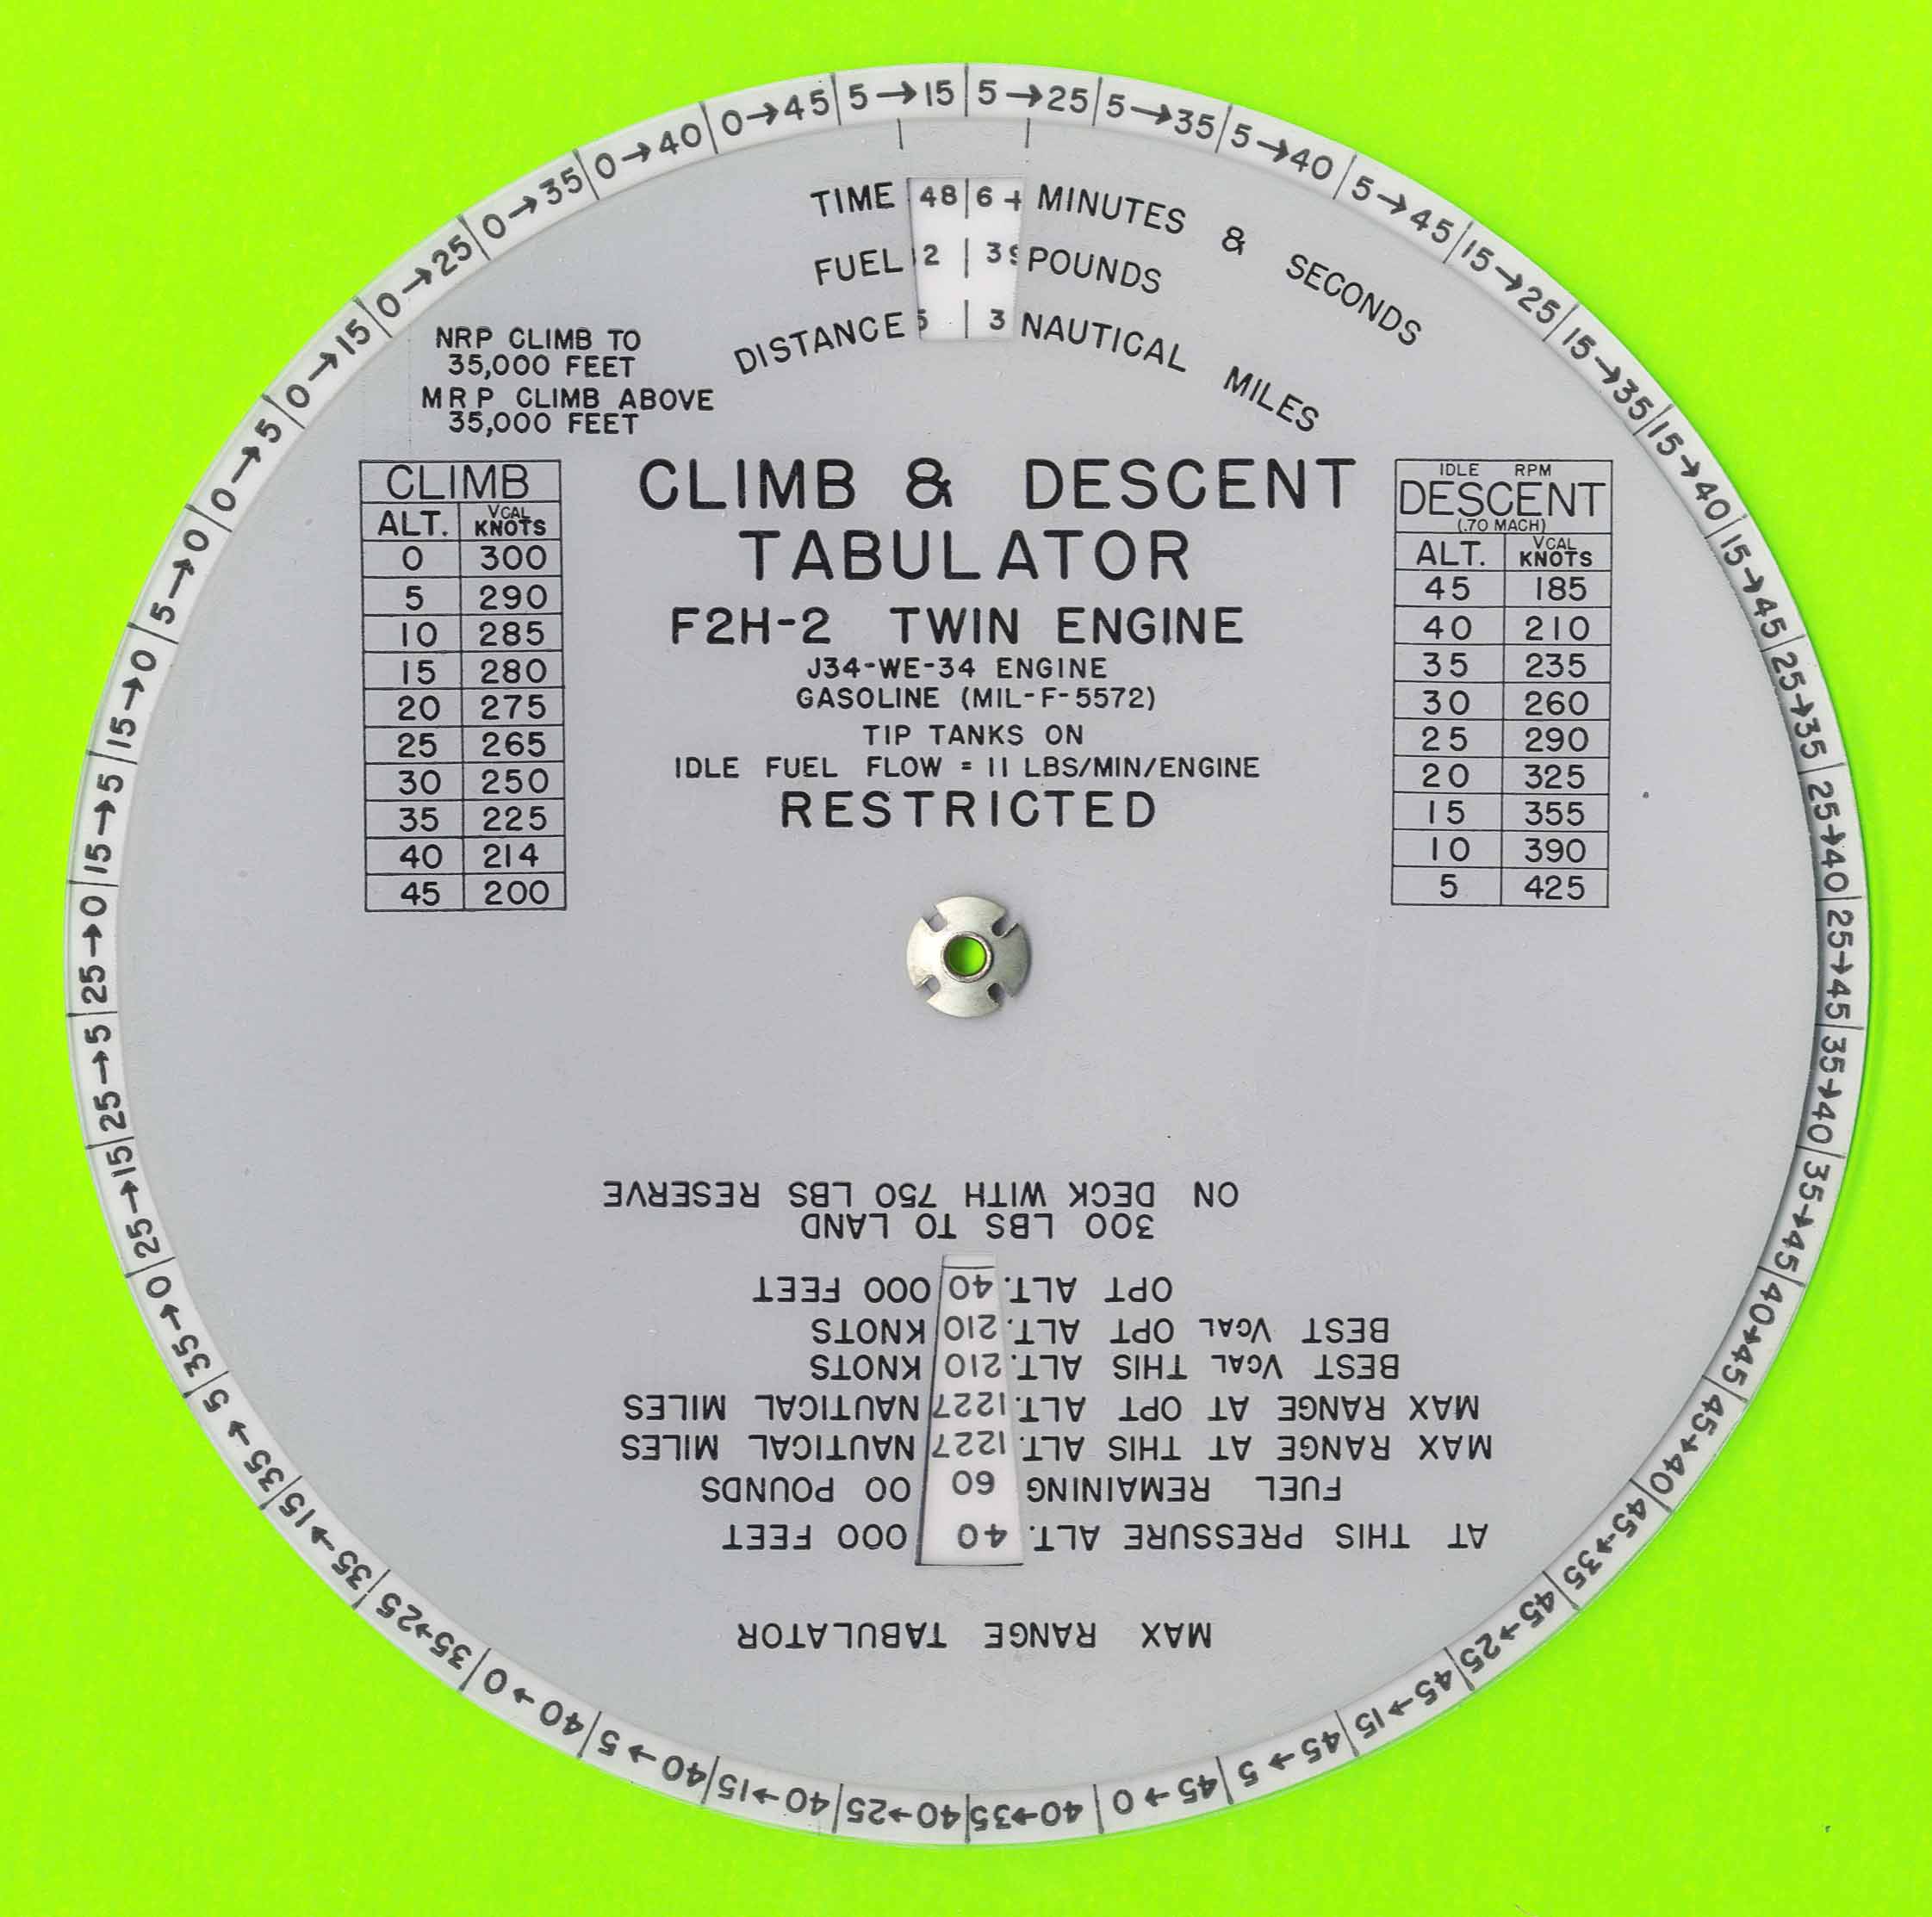 0→5 | 0→15 | 0→25 | 0→35 | 0→40 | 0→45 | 5→15 | 5→25 | 5→35 | 5→40 | 5→45 | 15→25 | 15→35 | 15→40 | 15→45 | 25→35 | 25→40 | 25→45 | 35→40 | 35→45 | 40→45 | 45→40 | 45→35 | 45→25 | 45→15 | 45→5 | 45→0 | 40→35 | 40→25 | 40→15 | 40→5 | 40→0 | 35→25 | 35→15 | 35→5 | 35→0 | 25→15 | 25→5 | 25→0 | 15→5 | 15→0 | 5→0
TIME 48 | 6 + MINUTES & SECONDS
FUEL 2 | 3 POUNDS
DISTANCE | 3 NAUTICAL MILES
NRP CLIMB TO
35,000 FEET
MRP CLIMB ABOVE
35,000 FEET
CLIMB
ALT. VCAL KNOTS
0 300
5 290
10 285
15 280
20 275
25 265
30 250
35 225
40 214
45 200
CLIMB & DESCENT
TABULATOR
F2H-2 TWIN ENGINE
J34-WE-34 ENGINE
GASOLINE (MIL-F-5572)
TIP TANKS ON
IDLE FUEL FLOW = 11 LBS/MIN/ENGINE
RESTRICTED
IDLE RPM
DESCENT
(.70 MACH)
ALT. VCAL KNOTS
45 185
40 210
35 235
30 260
25 290
20 325
15 355
10 390
5 425
MAX RANGE TABULATOR
AT THIS PRESSURE ALT. 40 000 FEET
FUEL REMAINING 60 00 POUNDS
MAX RANGE AT THIS ALT. 1227 NAUTICAL MILES
MAX RANGE AT OPT ALT. 1227 NAUTICAL MILES
BEST VCAL THIS ALT. 210 KNOTS
BEST VCAL OPT ALT. 210 KNOTS
OPT ALT. 40 000 FEET
300 LBS TO LAND
ON DECK WITH 750 LBS RESERVE